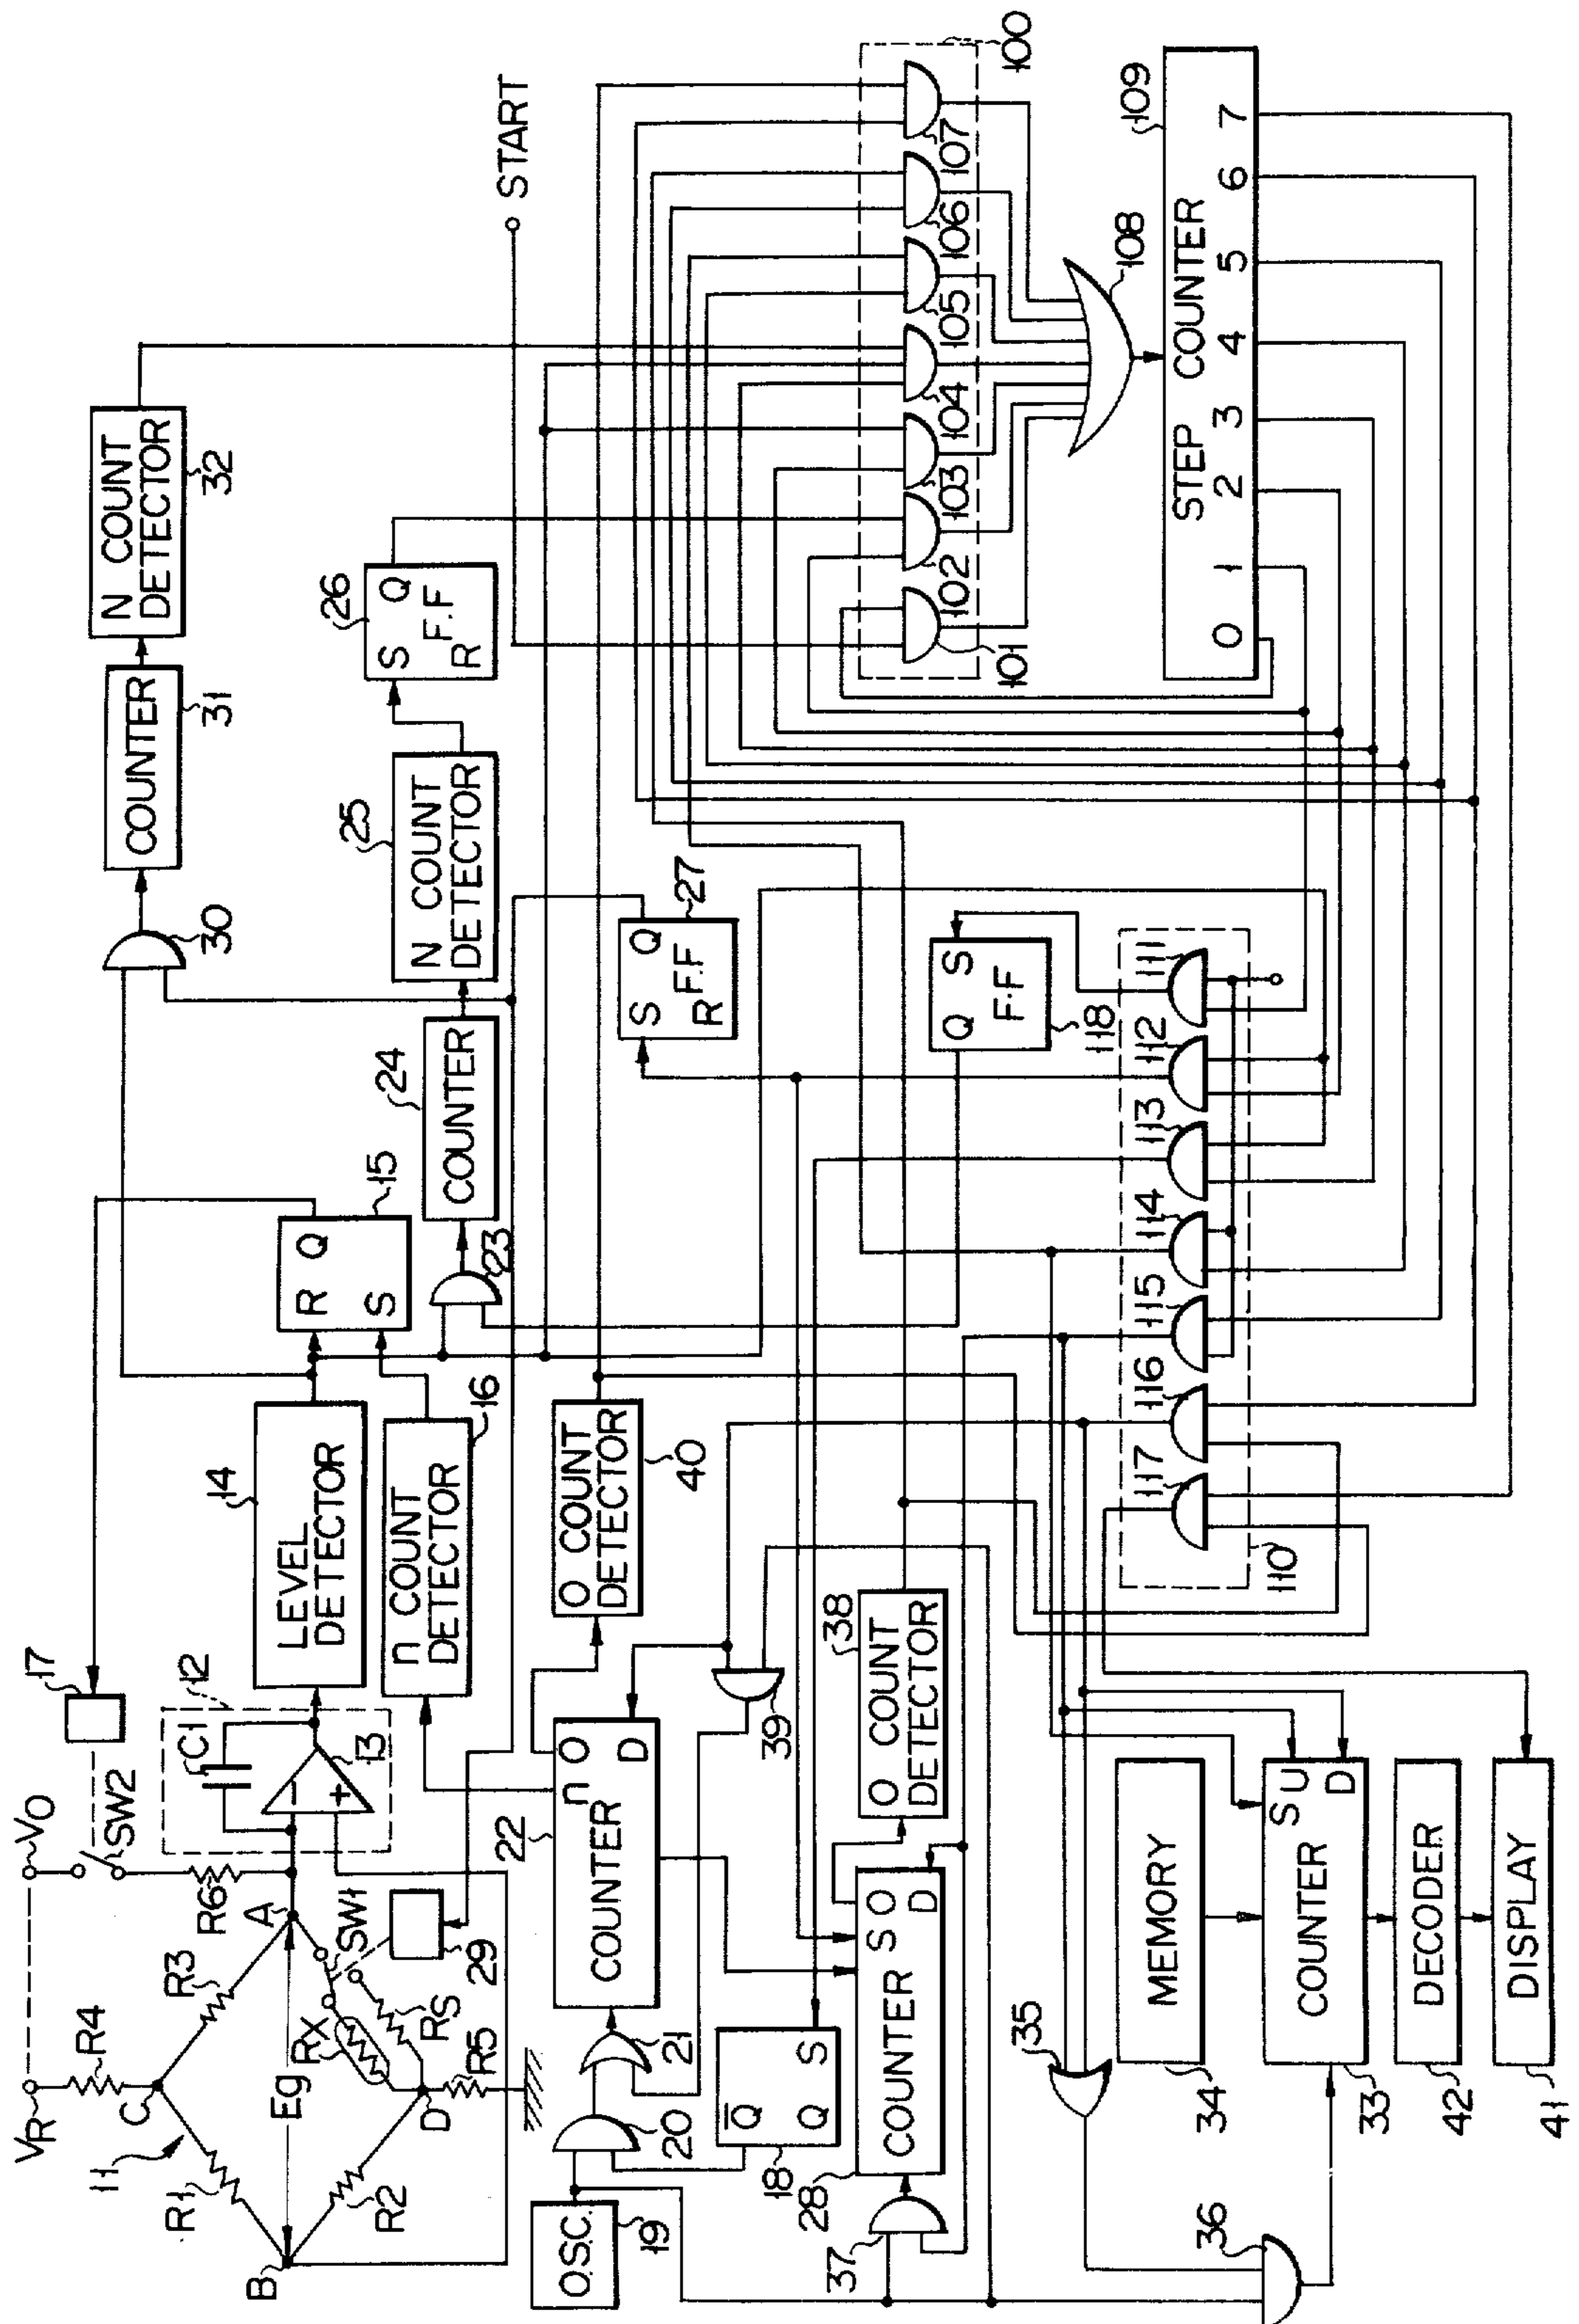 VR
VO
R4
SW2
17
C
R1
11
R3
R6
A
Eg
B
R2
RX
SW1
RS
D
R5
29
C1
12
13
−
+
14
LEVEL
DETECTOR
15
R
Q
S
n COUNT
DETECTOR
16
30
COUNTER
31
N COUNT
DETECTOR
32
23
24
COUNTER
25
N COUNT
DETECTOR
26
S
Q
F.F
R
START
O.S.C.
19
20
21
22
COUNTER
n
O
D
O COUNT
DETECTOR
40
39
27
S
Q
F.F
R
18
Q̅
Q
S
28
COUNTER
S
O
D
37
38
O COUNT
DETECTOR
118
Q
S
F.F
35
36
MEMORY
34
COUNTER
S
U
D
33
DECODER
42
DISPLAY
41
117
116
115
114
113
112
111
110
100
101
102
103
104
105
106
107
108
109
STEP COUNTER
0 1 2 3 4 5 6 7